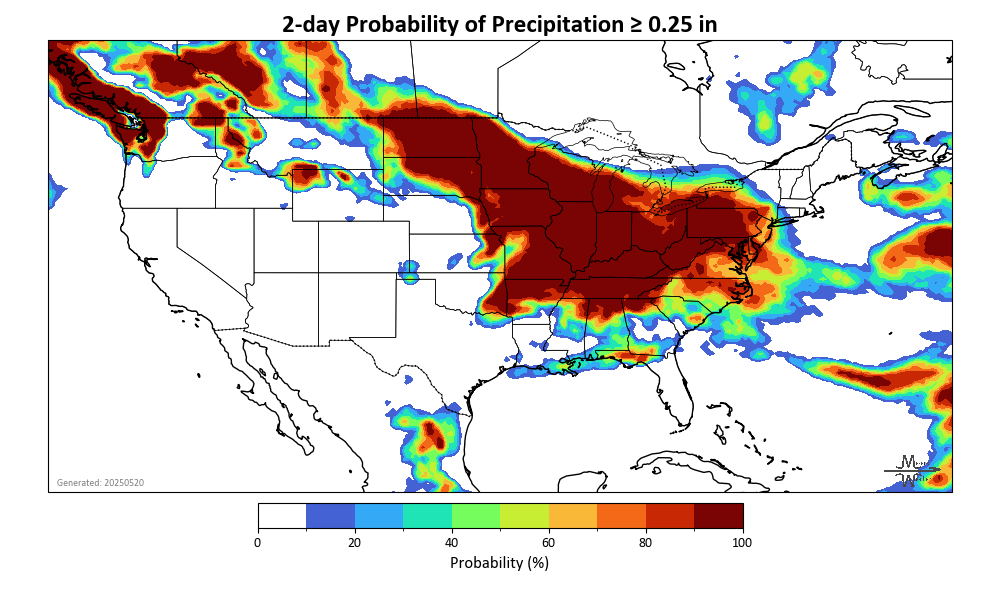 2-day Probability of Precipitation ≥ 0.25 in
Generated: 20250520
0 20 40 60 80 100
Probability (%)